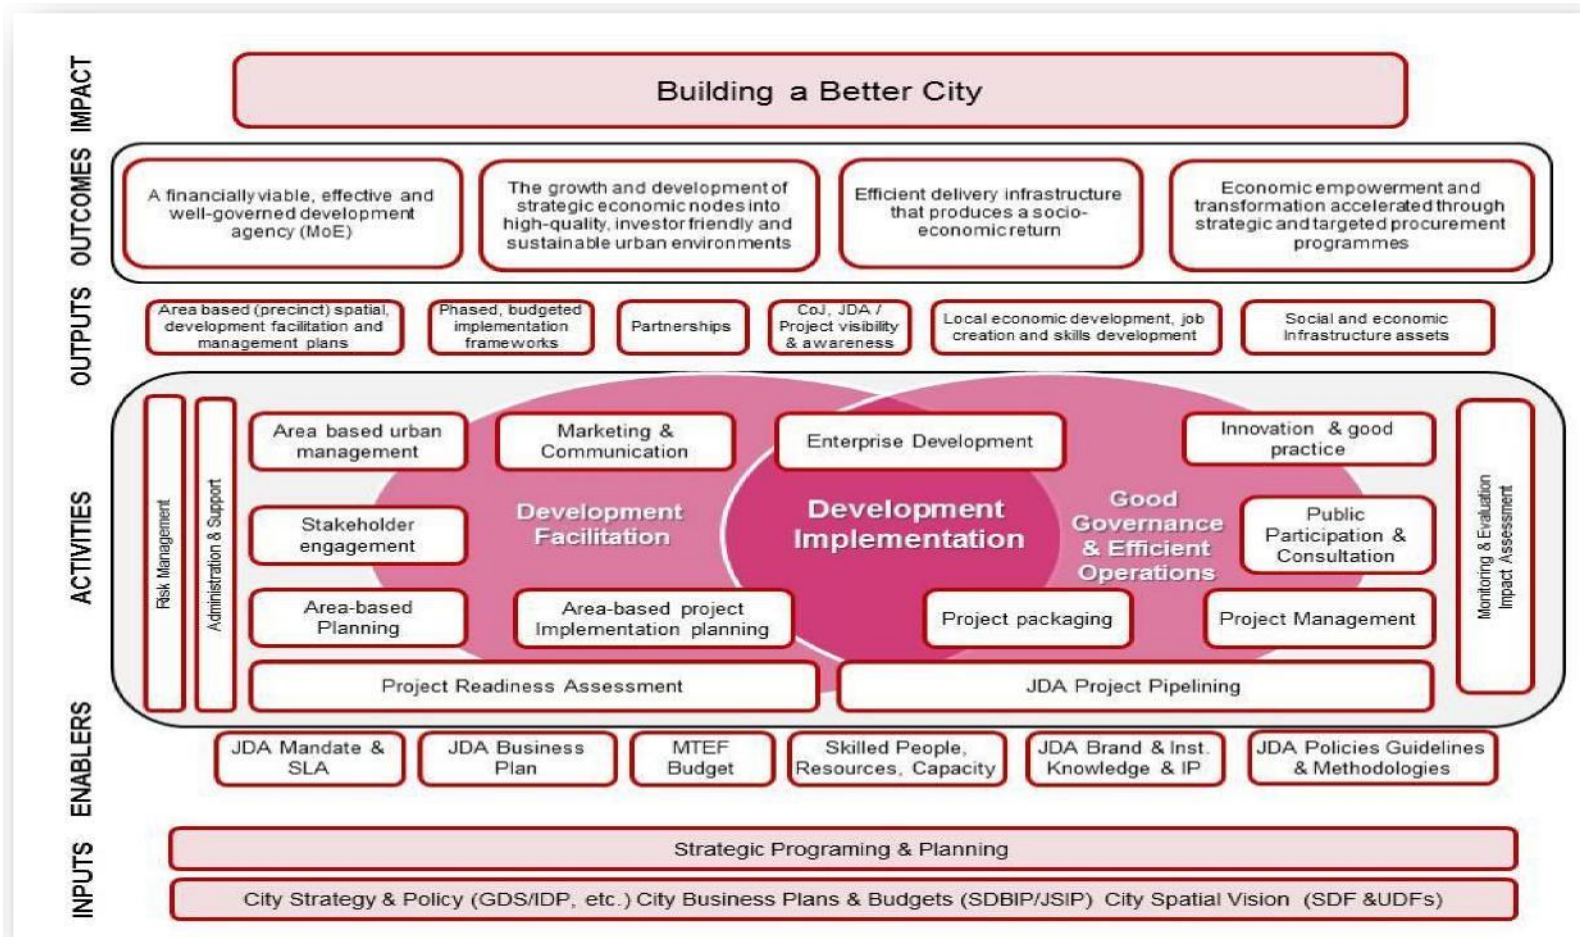 IMPACT
Building a Better City
OUTCOMES
A financially viable, effective and
well-governed development
agency (MoE)
The growth and development of
strategic economic nodes into
high-quality, investor friendly and
sustainable urban environments
Efficient delivery infrastructure
that produces a socio-
economic return
Economic empowerment and
transformation accelerated through
strategic and targeted procurement
programmes
OUTPUTS
Area based (precinct) spatial,
development facilitation and
management plans
Phased, budgeted
implementation
frameworks
Partnerships
CoJ, JDA /
Project visibility
& awareness
Local economic development, job
creation and skills development
Social and economic
Infrastructure assets
ACTIVITIES
Risk Management
Administration & Support
Area based urban
management
Marketing &
Communication
Enterprise Development
Innovation & good
practice
Stakeholder
engagement
Development
Facilitation
Development
Implementation
Good
Governance
& Efficient
Operations
Public
Participation &
Consultation
Area-based
Planning
Area-based project
Implementation planning
Project packaging
Project Management
Project Readiness Assessment
JDA Project Pipelining
Monitoring & Evaluation
Impact Assessment
ENABLERS
JDA Mandate &
SLA
JDA Business
Plan
MTEF
Budget
Skilled People,
Resources, Capacity
JDA Brand & Inst.
Knowledge & IP
JDA Policies Guidelines
& Methodologies
INPUTS
Strategic Programing & Planning
City Strategy & Policy (GDS/IDP, etc.) City Business Plans & Budgets (SDBIP/JSIP) City Spatial Vision (SDF &UDFs)